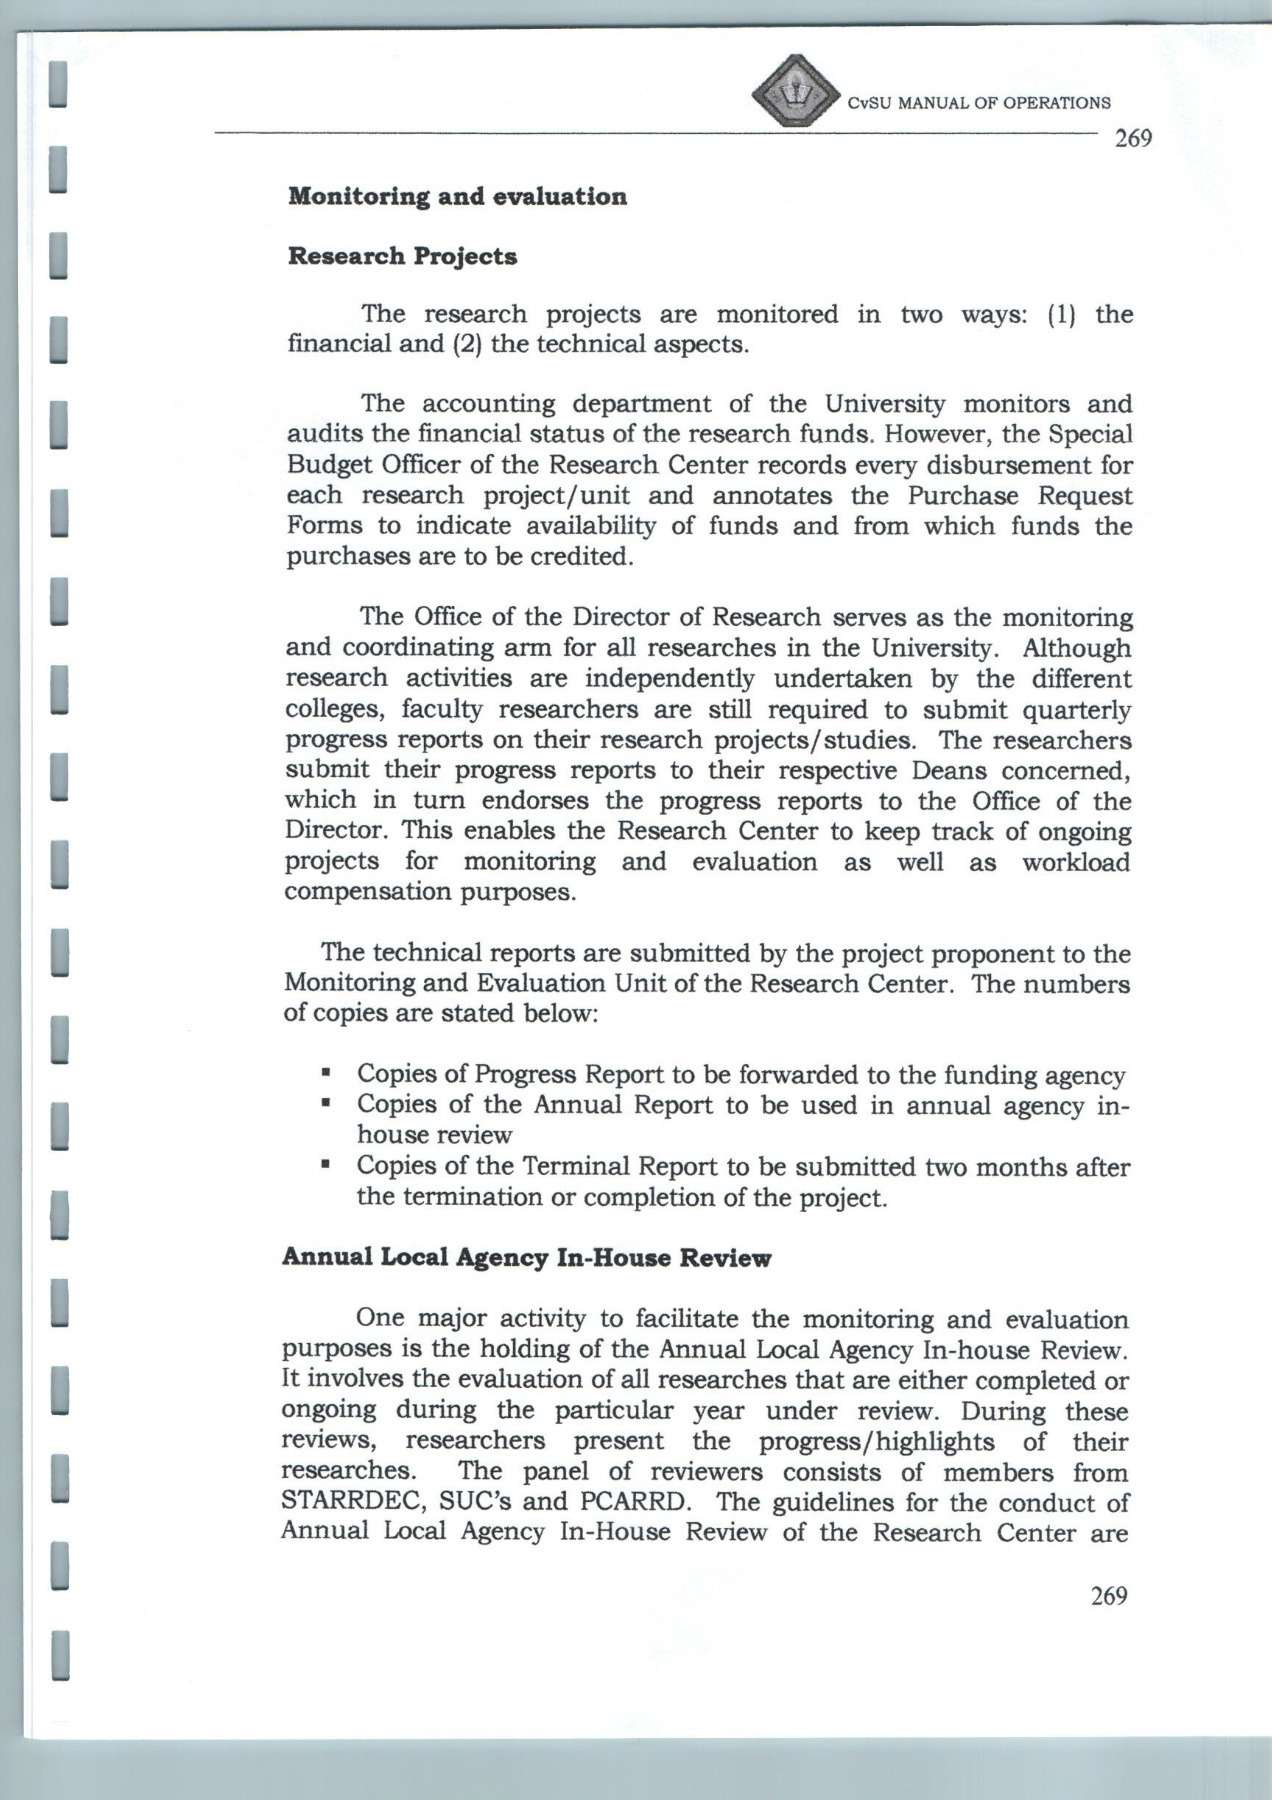 CvSU MANUAL OF OPERATIONS
269
Monitoring and evaluation
Research Projects
The research projects are monitored in two ways: (1) the
financial and (2) the technical aspects.
The accounting department of the University monitors and
audits the financial status of the research funds. However, the Special
Budget Officer of the Research Center records every disbursement for
each research project/unit and annotates the Purchase Request
Forms to indicate availability of funds and from which funds the
purchases are to be credited.
The Office of the Director of Research serves as the monitoring
and coordinating arm for all researches in the University. Although
research activities are independently undertaken by the different
colleges, faculty researchers are still required to submit quarterly
progress reports on their research projects/studies. The researchers
submit their progress reports to their respective Deans concerned,
which in turn endorses the progress reports to the Office of the
Director. This enables the Research Center to keep track of ongoing
projects for monitoring and evaluation as well as workload
compensation purposes.
The technical reports are submitted by the project proponent to the
Monitoring and Evaluation Unit of the Research Center. The numbers
of copies are stated below:
▪ Copies of Progress Report to be forwarded to the funding agency
▪ Copies of the Annual Report to be used in annual agency in-
house review
▪ Copies of the Terminal Report to be submitted two months after
the termination or completion of the project.
Annual Local Agency In-House Review
One major activity to facilitate the monitoring and evaluation
purposes is the holding of the Annual Local Agency In-house Review.
It involves the evaluation of all researches that are either completed or
ongoing during the particular year under review. During these
reviews, researchers present the progress/highlights of their
researches. The panel of reviewers consists of members from
STARRDEC, SUC's and PCARRD. The guidelines for the conduct of
Annual Local Agency In-House Review of the Research Center are
269